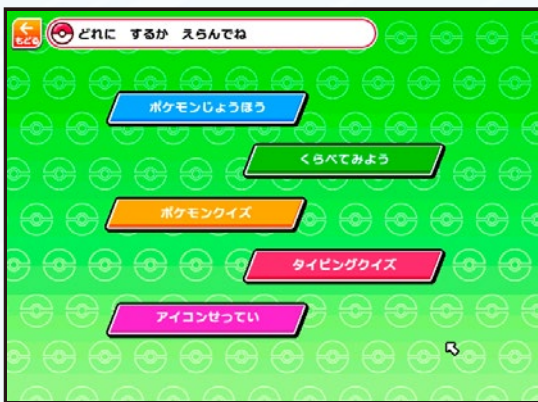 もどる
どれに するか えらんでね
ポケモンじょうほう
くらべてみよう
ポケモンクイズ
タイピングクイズ
アイコンせってい